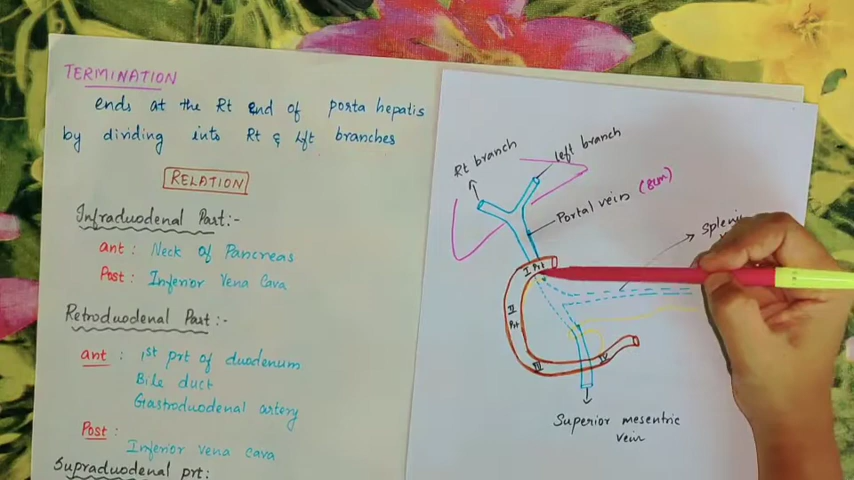 TERMINATION
ends at the Rt end of porta hepatis
by dividing into Rt & left branches
RELATION
Infraduodenal Part:-
ant : Neck of Pancreas
Post: Inferior Vena Cava
Retroduodenal Part:-
ant : 1st prt of duodenum
Bile duct
Gastroduodenal artery
Post:
Inferior vena cava
Supraduodenal prt:
Rt branch
left branch
Portal vein (8cm)
I Prt
II
Prt
III
IV
Superior mesentric
vein